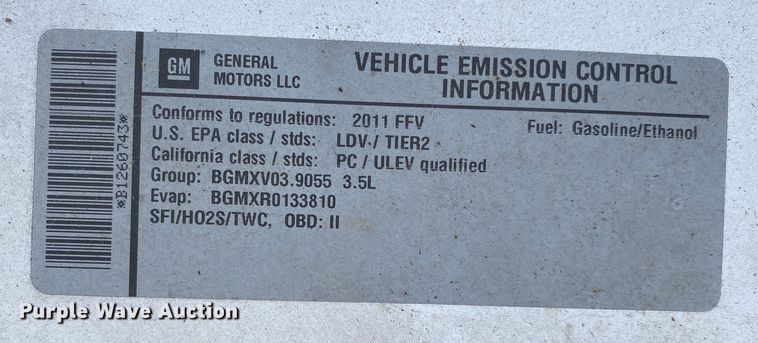 GM
GENERAL
MOTORS LLC
VEHICLE EMISSION CONTROL
INFORMATION
Conforms to regulations: 2011 FFV
Fuel: Gasoline/Ethanol
U.S. EPA class / stds: LDV / TIER2
California class / stds: PC / ULEV qualified
Group: BGMXV03.9055 3.5L
Evap: BGMXR0133810
SFI/HO2S/TWC, OBD: II
*B1260743*
Purple Wave Auction